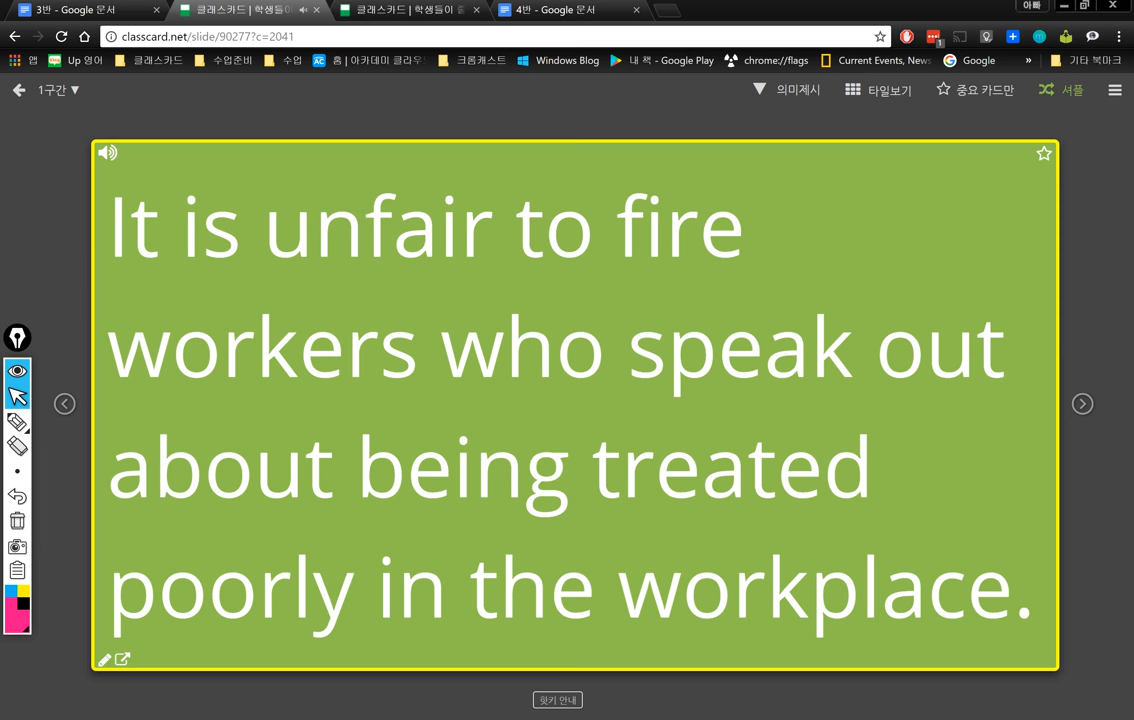 3반 - Google 문서
클래스카드 | 학생들이
클래스카드 | 학생들이
4반 - Google 문서
아빠
classcard.net/slide/90277?c=2041
1
앱 Up 영어 클래스카드 수업준비 수업 AC 홈 | 아카데미 클라우 크롬캐스트 Windows Blog 내 책 - Google Play chrome://flags Current Events, News Google » 기타 북마크
1구간 ▼ ▼ 의미제시 타일보기 중요 카드만 셔플
It is unfair to fire
workers who speak out
about being treated
poorly in the workplace.
핫키 안내